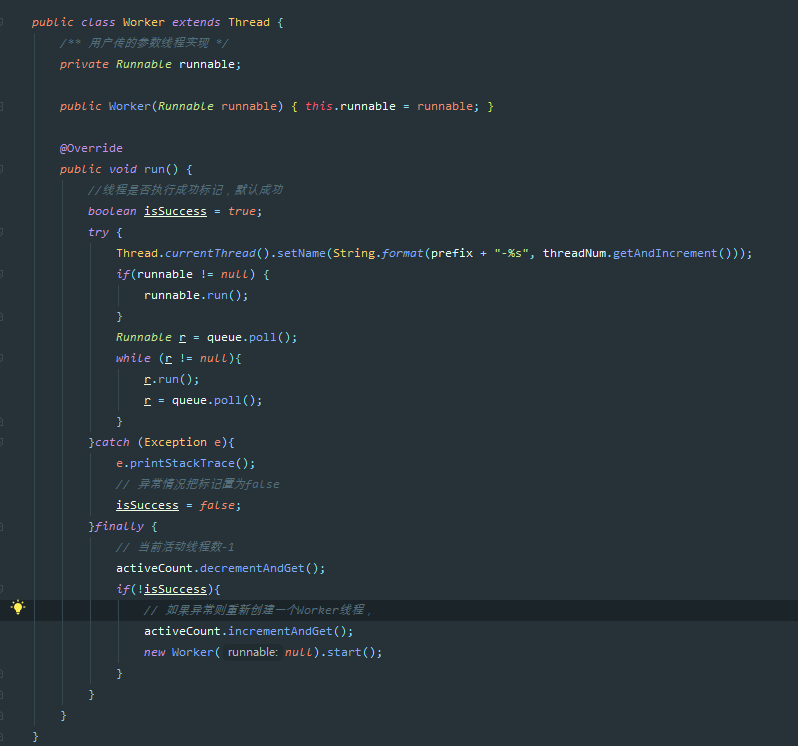 public class Worker extends Thread {
/** 用户传的参数线程实现 */
private Runnable runnable;
public Worker(Runnable runnable) { this.runnable = runnable; }
@Override
public void run() {
//线程是否执行成功标记，默认成功
boolean isSuccess = true;
try {
Thread.currentThread().setName(String.format(prefix + "-%s", threadNum.getAndIncrement()));
if(runnable != null) {
runnable.run();
}
Runnable r = queue.poll();
while (r != null){
r.run();
r = queue.poll();
}
}catch (Exception e){
e.printStackTrace();
// 异常情况把标记置为false
isSuccess = false;
}finally {
// 当前活动线程数-1
activeCount.decrementAndGet();
if(!isSuccess){
// 如果异常则重新创建一个Worker线程，
activeCount.incrementAndGet();
new Worker( runnable: null).start();
}
}
}
}